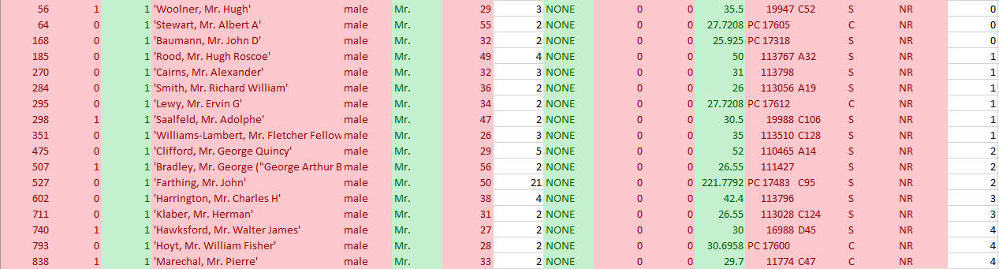 56 1 1 'Woolner, Mr. Hugh' male Mr. 29 3 NONE 0 0 35.5 19947 C52 S NR 0
64 0 1 'Stewart, Mr. Albert A' male Mr. 55 2 NONE 0 0 27.7208 PC 17605 C NR 0
168 0 1 'Baumann, Mr. John D' male Mr. 32 2 NONE 0 0 25.925 PC 17318 S NR 0
185 0 1 'Rood, Mr. Hugh Roscoe' male Mr. 49 4 NONE 0 0 50 113767 A32 S NR 1
270 0 1 'Cairns, Mr. Alexander' male Mr. 32 3 NONE 0 0 31 113798 S NR 1
284 0 1 'Smith, Mr. Richard William' male Mr. 36 2 NONE 0 0 26 113056 A19 S NR 1
295 0 1 'Lewy, Mr. Ervin G' male Mr. 34 2 NONE 0 0 27.7208 PC 17612 C NR 1
298 1 1 'Saalfeld, Mr. Adolphe' male Mr. 47 2 NONE 0 0 30.5 19988 C106 S NR 1
351 0 1 'Williams-Lambert, Mr. Fletcher Fellow male Mr. 26 3 NONE 0 0 35 113510 C128 S NR 1
475 0 1 'Clifford, Mr. George Quincy' male Mr. 29 5 NONE 0 0 52 110465 A14 S NR 2
507 1 1 'Bradley, Mr. George ("George Arthur B male Mr. 56 2 NONE 0 0 26.55 111427 S NR 2
527 0 1 'Farthing, Mr. John' male Mr. 50 21 NONE 0 0 221.7792 PC 17483 C95 S NR 2
602 0 1 'Harrington, Mr. Charles H' male Mr. 38 4 NONE 0 0 42.4 113796 S NR 3
711 0 1 'Klaber, Mr. Herman' male Mr. 31 2 NONE 0 0 26.55 113028 C124 S NR 3
740 1 1 'Hawksford, Mr. Walter James' male Mr. 27 2 NONE 0 0 30 16988 D45 S NR 4
793 0 1 'Hoyt, Mr. William Fisher' male Mr. 28 2 NONE 0 0 30.6958 PC 17600 C NR 4
838 1 1 'Marechal, Mr. Pierre' male Mr. 33 2 NONE 0 0 29.7 11774 C47 C NR 4